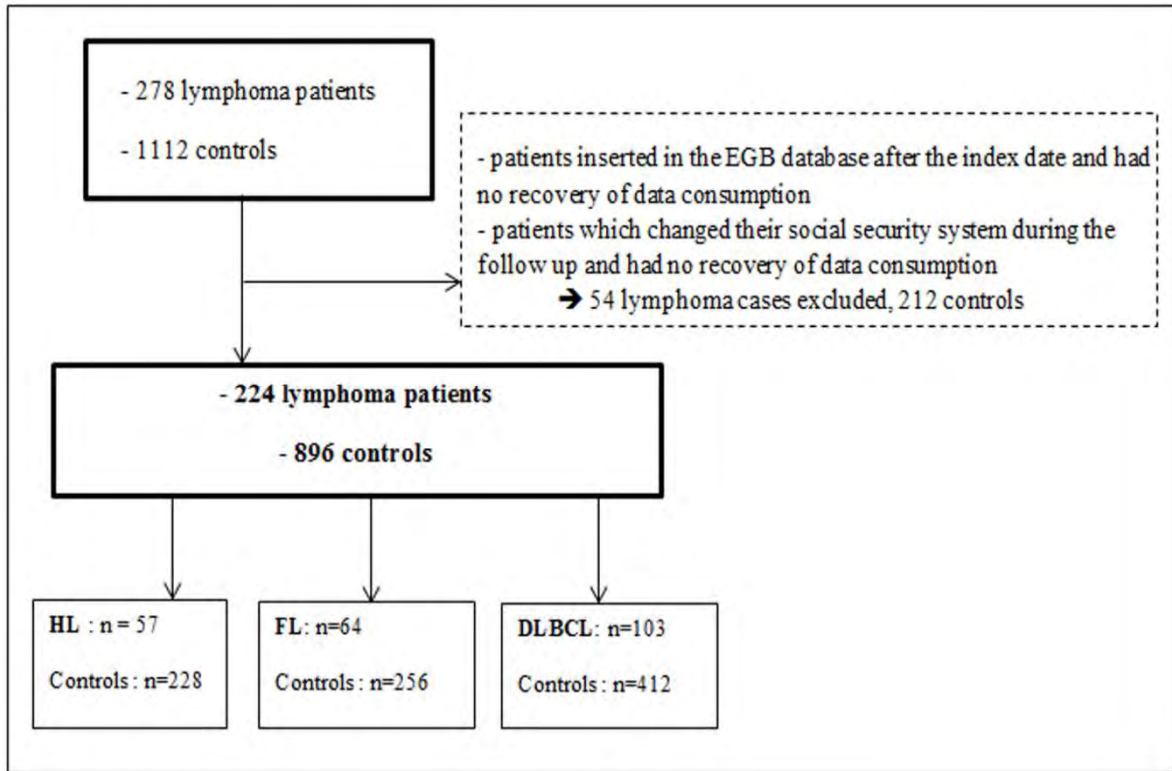 - 278 lymphoma patients
- 1112 controls
- patients inserted in the EGB database after the index date and had
no recovery of data consumption
- patients which changed their social security system during the
follow up and had no recovery of data consumption
➔ 54 lymphoma cases excluded, 212 controls
- 224 lymphoma patients
- 896 controls
HL : n = 57
Controls : n=228
FL : n=64
Controls : n=256
DLBCL : n=103
Controls : n=412